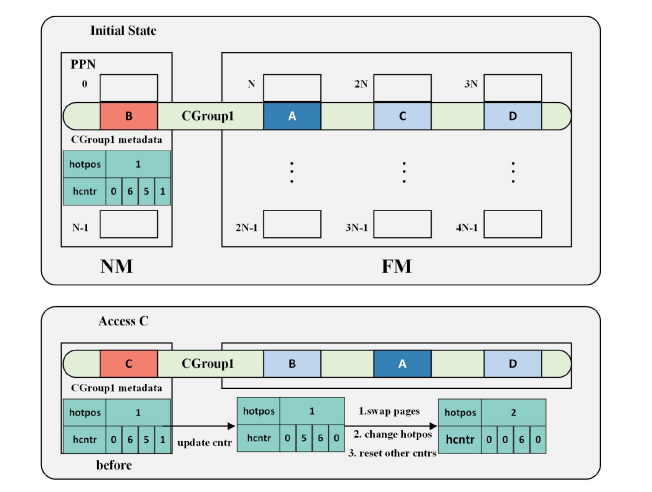 Initial State
PPN
0
N
2N
3N
B
CGroup1
A
C
D
CGroup1 metadata
hotpos 1
hcntr 0 6 5 1
N-1
2N-1
3N-1
4N-1
NM
FM
Access C
C
CGroup1
B
A
D
CGroup1 metadata
hotpos 1
hcntr 0 6 5 1
before
update cntr
hotpos 1
hcntr 0 5 6 0
1.swap pages
2. change hotpos
3. reset other cntrs
hotpos 2
hcntr 0 0 6 0